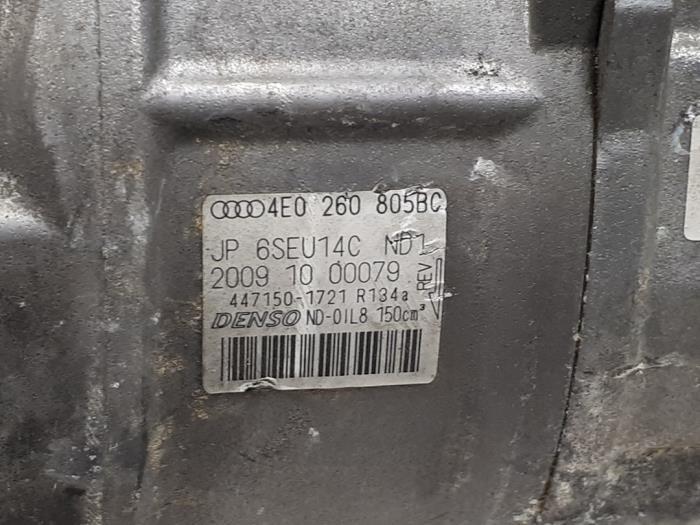 4E0 260 805BC
JP 6SEU14C ND1
2009 10 00079
REV
447150-1721 R134a
DENSO ND-OIL8 150cm³